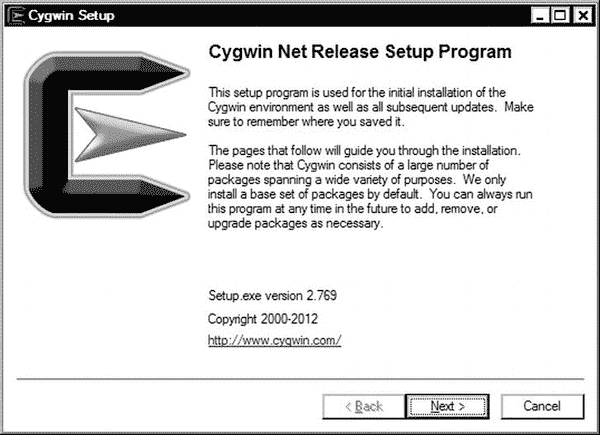 Cygwin Setup
Cygwin Net Release Setup Program
This setup program is used for the initial installation of the
Cygwin environment as well as all subsequent updates. Make
sure to remember where you saved it.
The pages that follow will guide you through the installation.
Please note that Cygwin consists of a large number of
packages spanning a wide variety of purposes. We only
install a base set of packages by default. You can always run
this program at any time in the future to add, remove, or
upgrade packages as necessary.
Setup.exe version 2.769
Copyright 2000-2012
http://www.cygwin.com/
< Back
Next >
Cancel